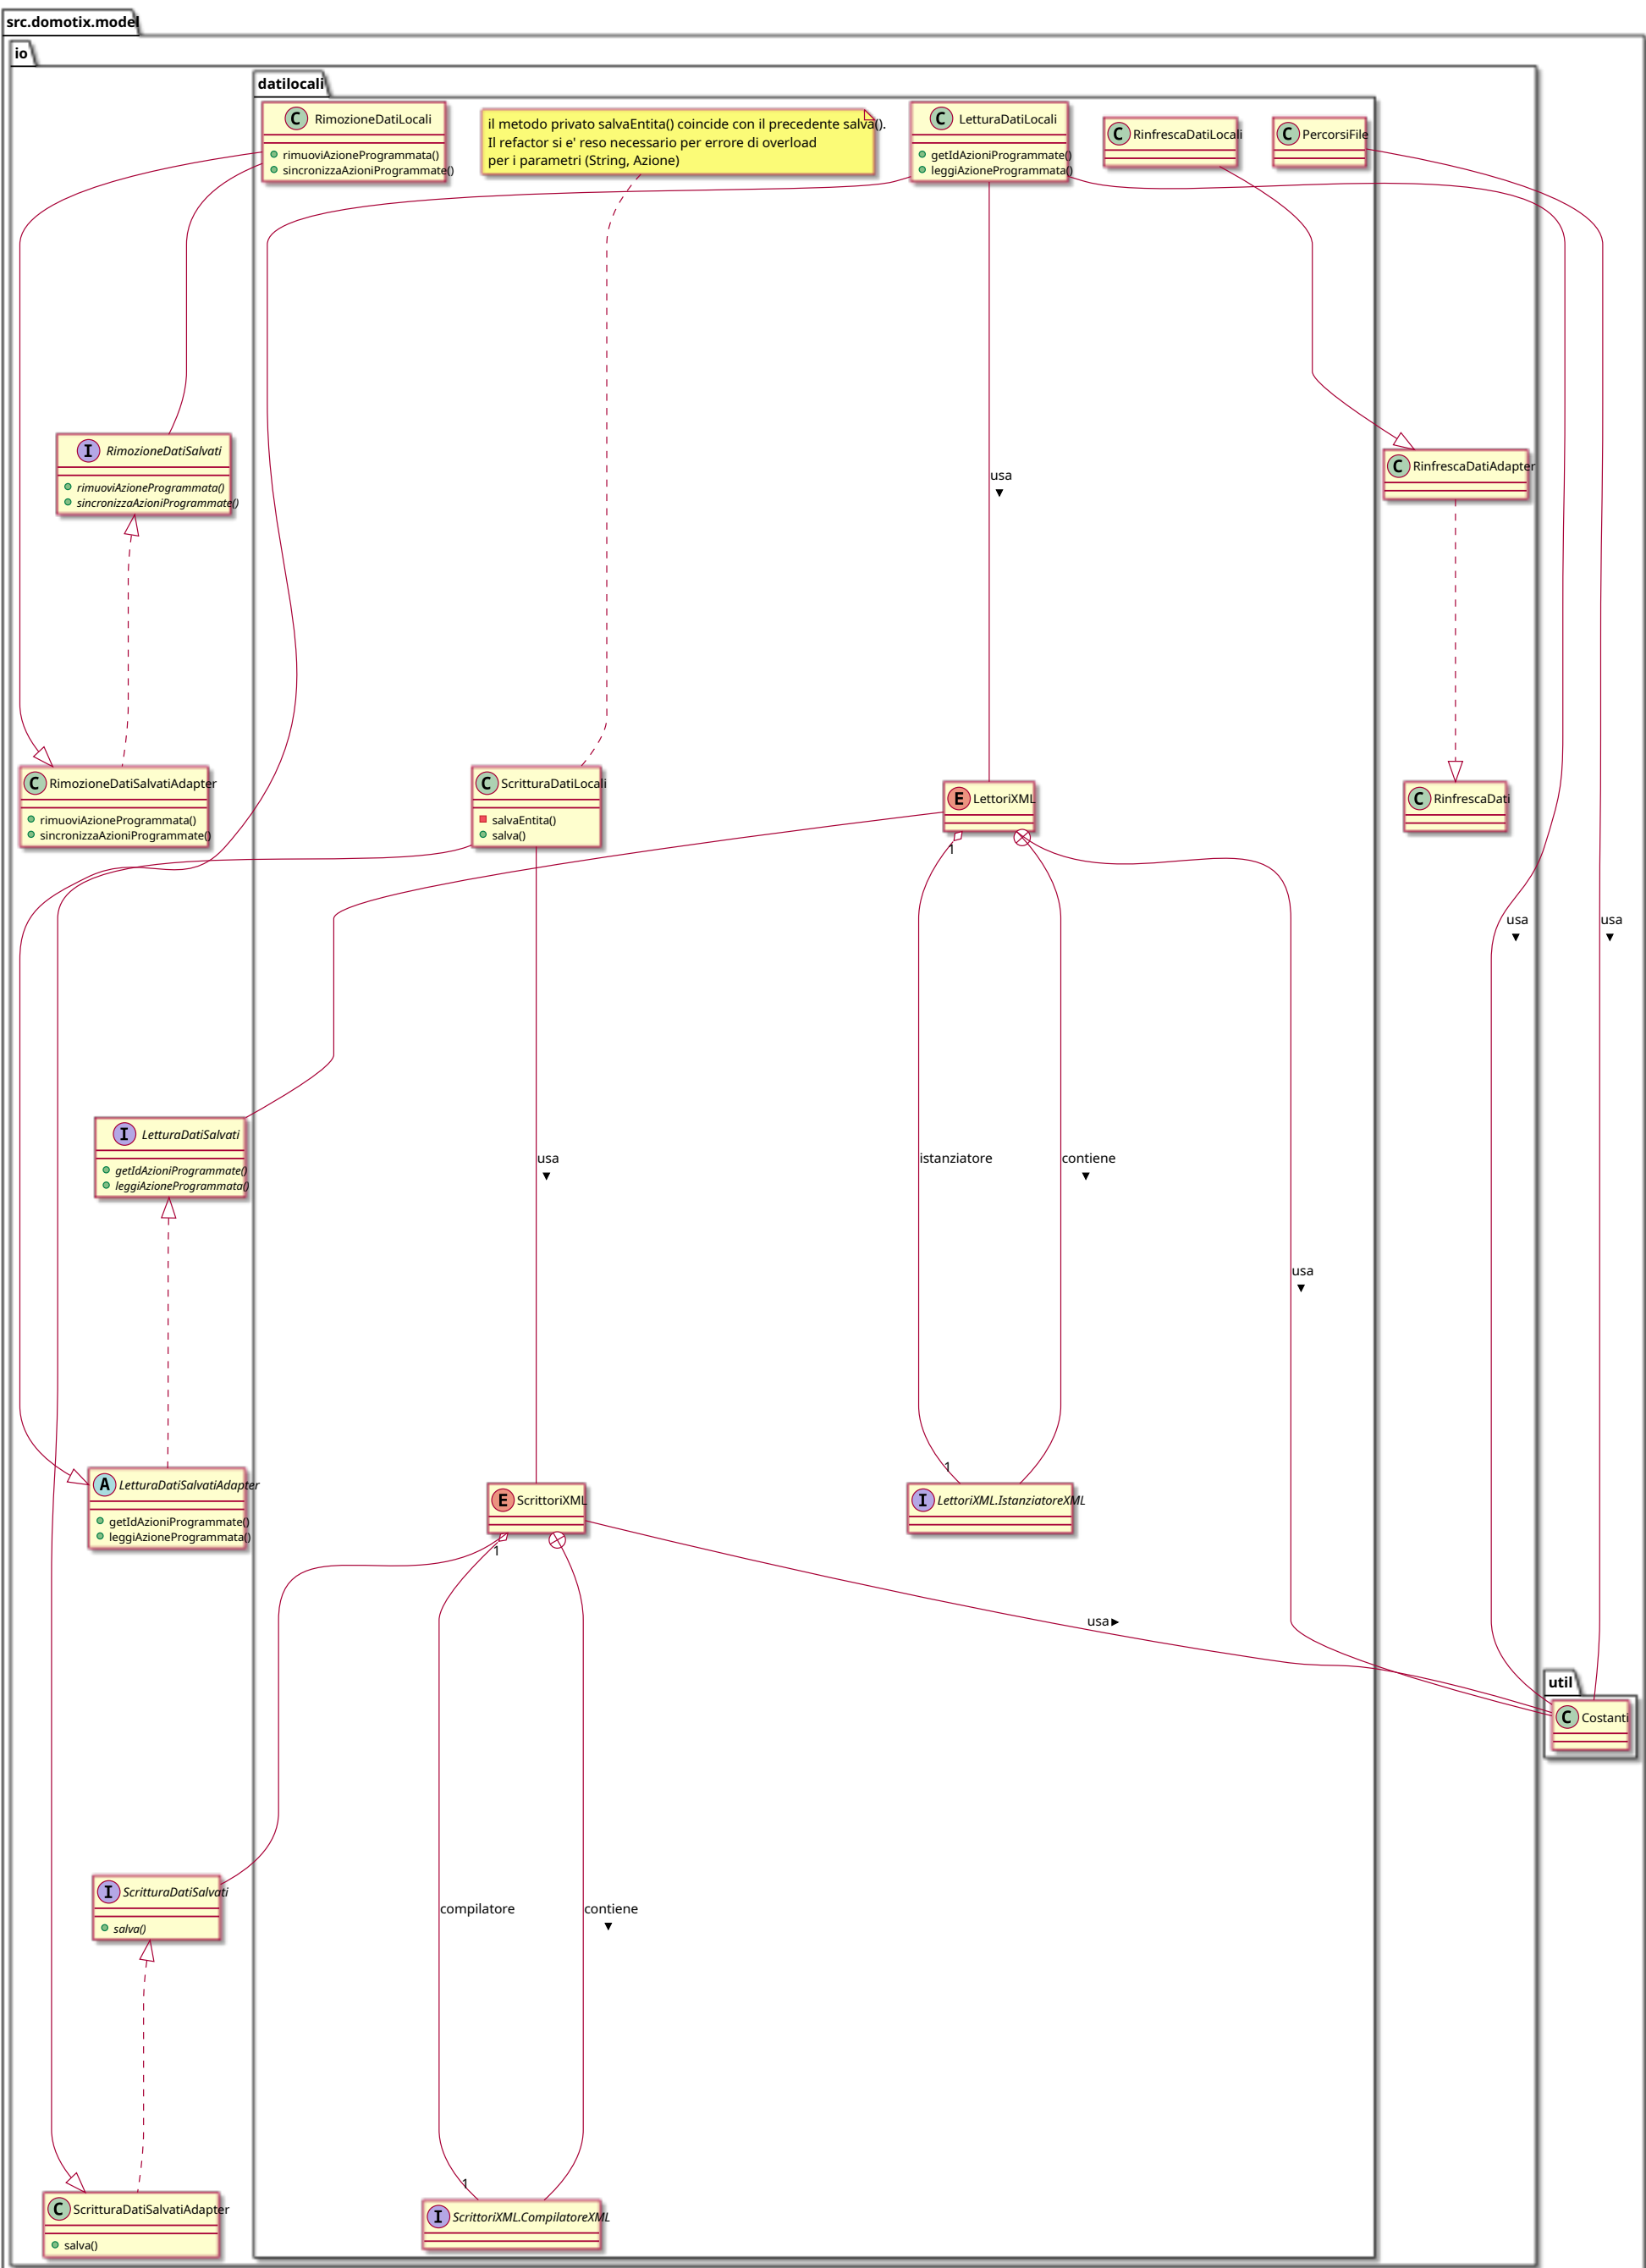 src.domotix.model
io
datilocali
C RimozioneDatiLocali
rimuoviAzioneProgrammata()
sincronizzaAzioniProgrammate()
il metodo privato salvaEntita() coincide con il precedente salva().
Il refactor si e' reso necessario per errore di overload
per i parametri (String, Azione)
C LetturaDatiLocali
getIdAzioniProgrammate()
leggiAzioneProgrammata()
C RinfrescaDatiLocali
C PercorsiFile
I RimozioneDatiSalvati
rimuoviAzioneProgrammata()
sincronizzaAzioniProgrammate()
usa
C RinfrescaDatiAdapter
C RimozioneDatiSalvatiAdapter
rimuoviAzioneProgrammata()
sincronizzaAzioniProgrammate()
C ScritturaDatiLocali
salvaEntita()
salva()
E LettoriXML
1
C RinfrescaDati
usa
usa
I LetturaDatiSalvati
getIdAzioniProgrammate()
leggiAzioneProgrammata()
usa
istanziatore
contiene
usa
1
A LetturaDatiSalvatiAdapter
getIdAzioniProgrammate()
leggiAzioneProgrammata()
E ScrittoriXML
1
I LettoriXML.IstanziatoreXML
usa
util
C Costanti
I ScritturaDatiSalvati
salva()
compilatore
contiene
1
C ScritturaDatiSalvatiAdapter
salva()
I ScrittoriXML.CompilatoreXML